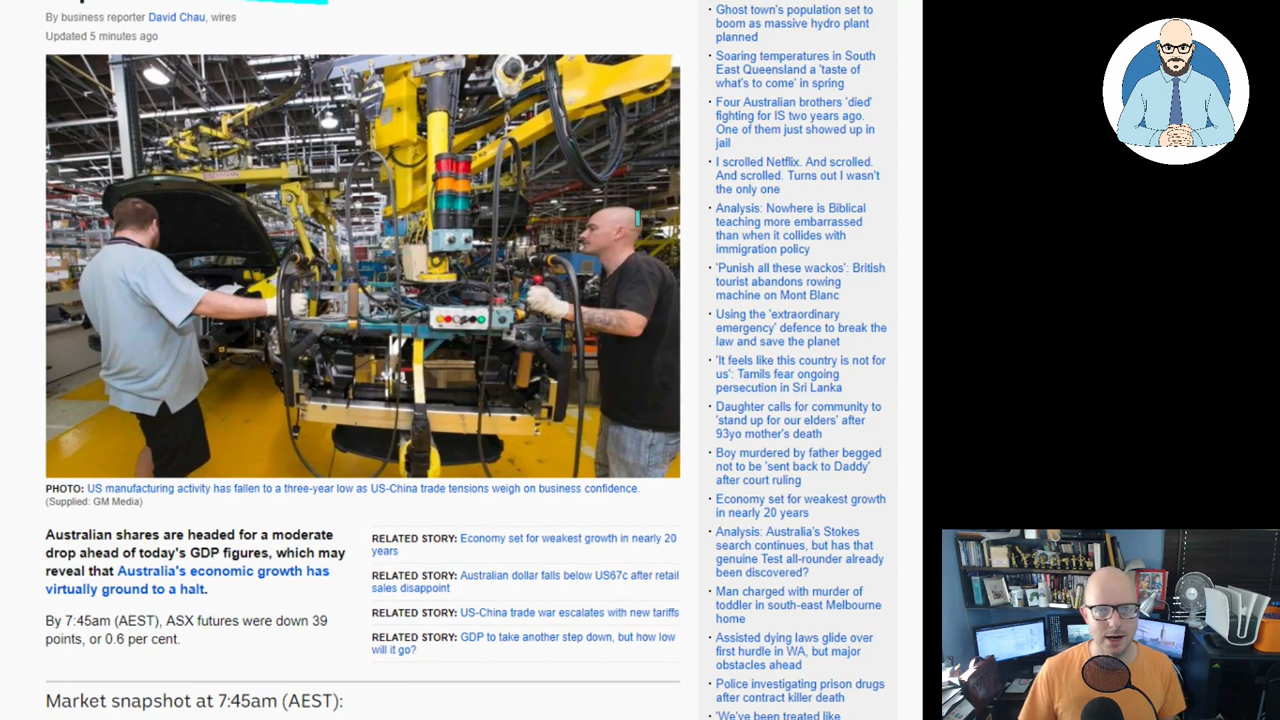 By business reporter David Chau, wires
Updated 5 minutes ago
PHOTO: US manufacturing activity has fallen to a three-year low as US-China trade tensions weigh on business confidence.
(Supplied: GM Media)
Australian shares are headed for a moderate
drop ahead of today's GDP figures, which may
reveal that Australia's economic growth has
virtually ground to a halt.
By 7:45am (AEST), ASX futures were down 39
points, or 0.6 per cent.
RELATED STORY: Economy set for weakest growth in nearly 20
years
RELATED STORY: Australian dollar falls below US67c after retail
sales disappoint
RELATED STORY: US-China trade war escalates with new tariffs
RELATED STORY: GDP to take another step down, but how low
will it go?
Market snapshot at 7:45am (AEST):
· Ghost town's population set to
boom as massive hydro plant
planned
· Soaring temperatures in South
East Queensland a 'taste of
what's to come' in spring
· Four Australian brothers 'died'
fighting for IS two years ago.
One of them just showed up in
jail
· I scrolled Netflix. And scrolled.
And scrolled. Turns out I wasn't
the only one
· Analysis: Nowhere is Biblical
teaching more embarrassed
than when it collides with
immigration policy
· 'Punish all these wackos': British
tourist abandons rowing
machine on Mont Blanc
· Using the 'extraordinary
emergency' defence to break the
law and save the planet
· 'It feels like this country is not for
us': Tamils fear ongoing
persecution in Sri Lanka
· Daughter calls for community to
'stand up for our elders' after
93yo mother's death
· Boy murdered by father begged
not to be 'sent back to Daddy'
after court ruling
· Economy set for weakest growth
in nearly 20 years
· Analysis: Australia's Stokes
search continues, but has that
genuine Test all-rounder already
been discovered?
· Man charged with murder of
toddler in south-east Melbourne
home
· Assisted dying laws glide over
first hurdle in WA, but major
obstacles ahead
· Police investigating prison drugs
after contract killer death
· 'We've been treated like